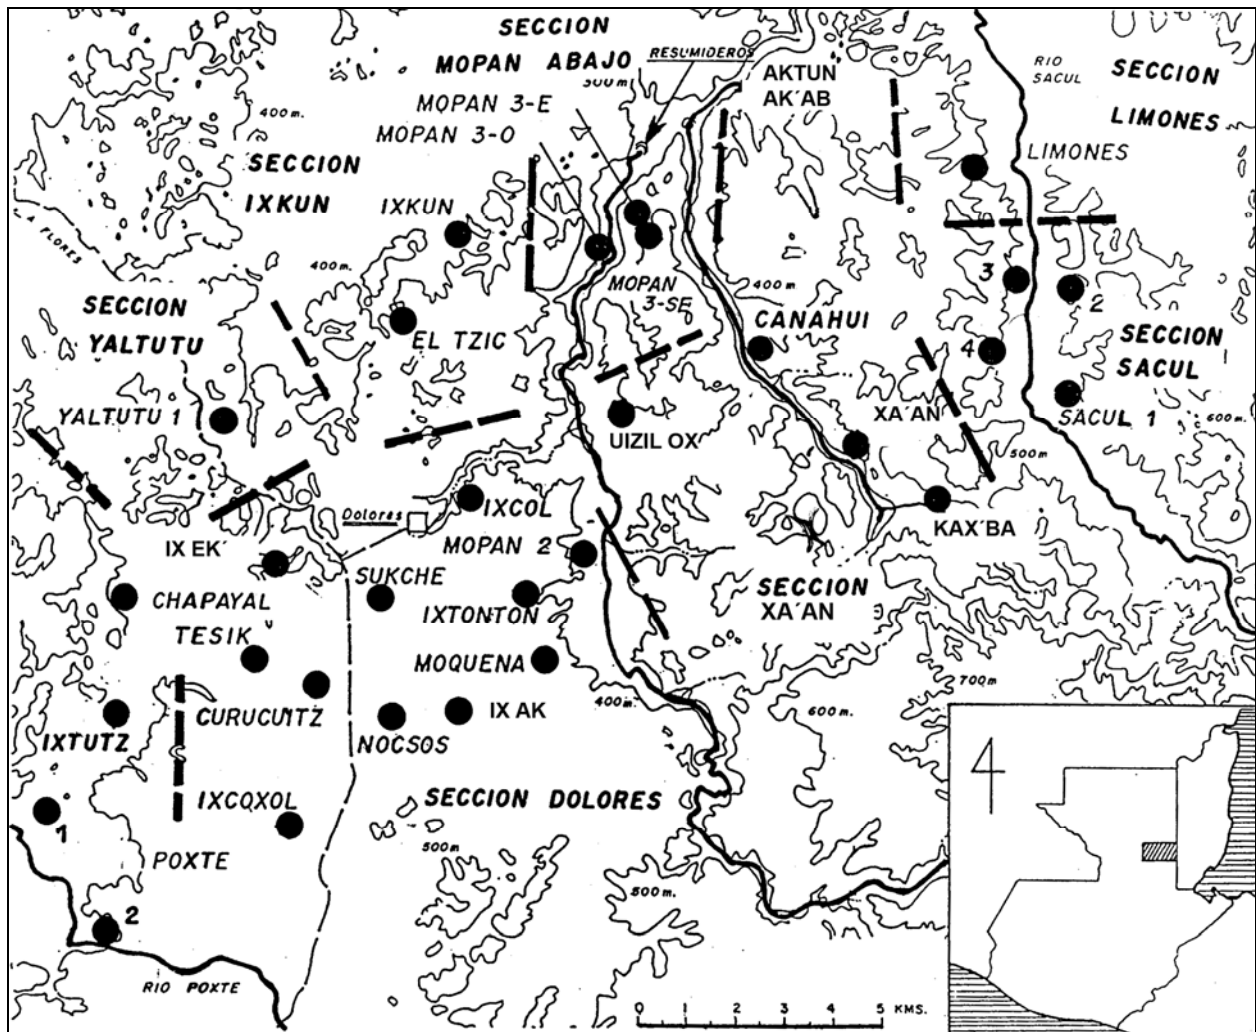 SECCION
MOPAN ABAJO
RESUMIDEROS
500m
AKTUN
AK´AB
RIO
SACUL
SECCION
LIMONES
MOPAN 3-E
MOPAN 3-O
400m.
SECCION
IXKUN
IXKUN
LIMONES
A FLORES
400m.
SECCION
YALTUTU
EL TZIC
MOPAN
3-SE
400m
CANAHUI
3
2
4
SECCION
SACUL
XA´AN
SACUL 1
600m.
YALTUTU 1
UIZIL OX
500m
Dolores
IXCOL
KAX´BA
IX EK´
MOPAN 2
SUKCHE
SECCION
XA´AN
CHAPAYAL
TESIK
IXTONTON
MOQUENA
700m
400m.
600m.
CURUCUITZ
IX AK
IXTUTZ
NOCSOS
4
SECCION DOLORES
IXCOXOL
1
POXTE
500m
500m.
2
RIO POXTE
0 1 2 3 4 5 KMS.